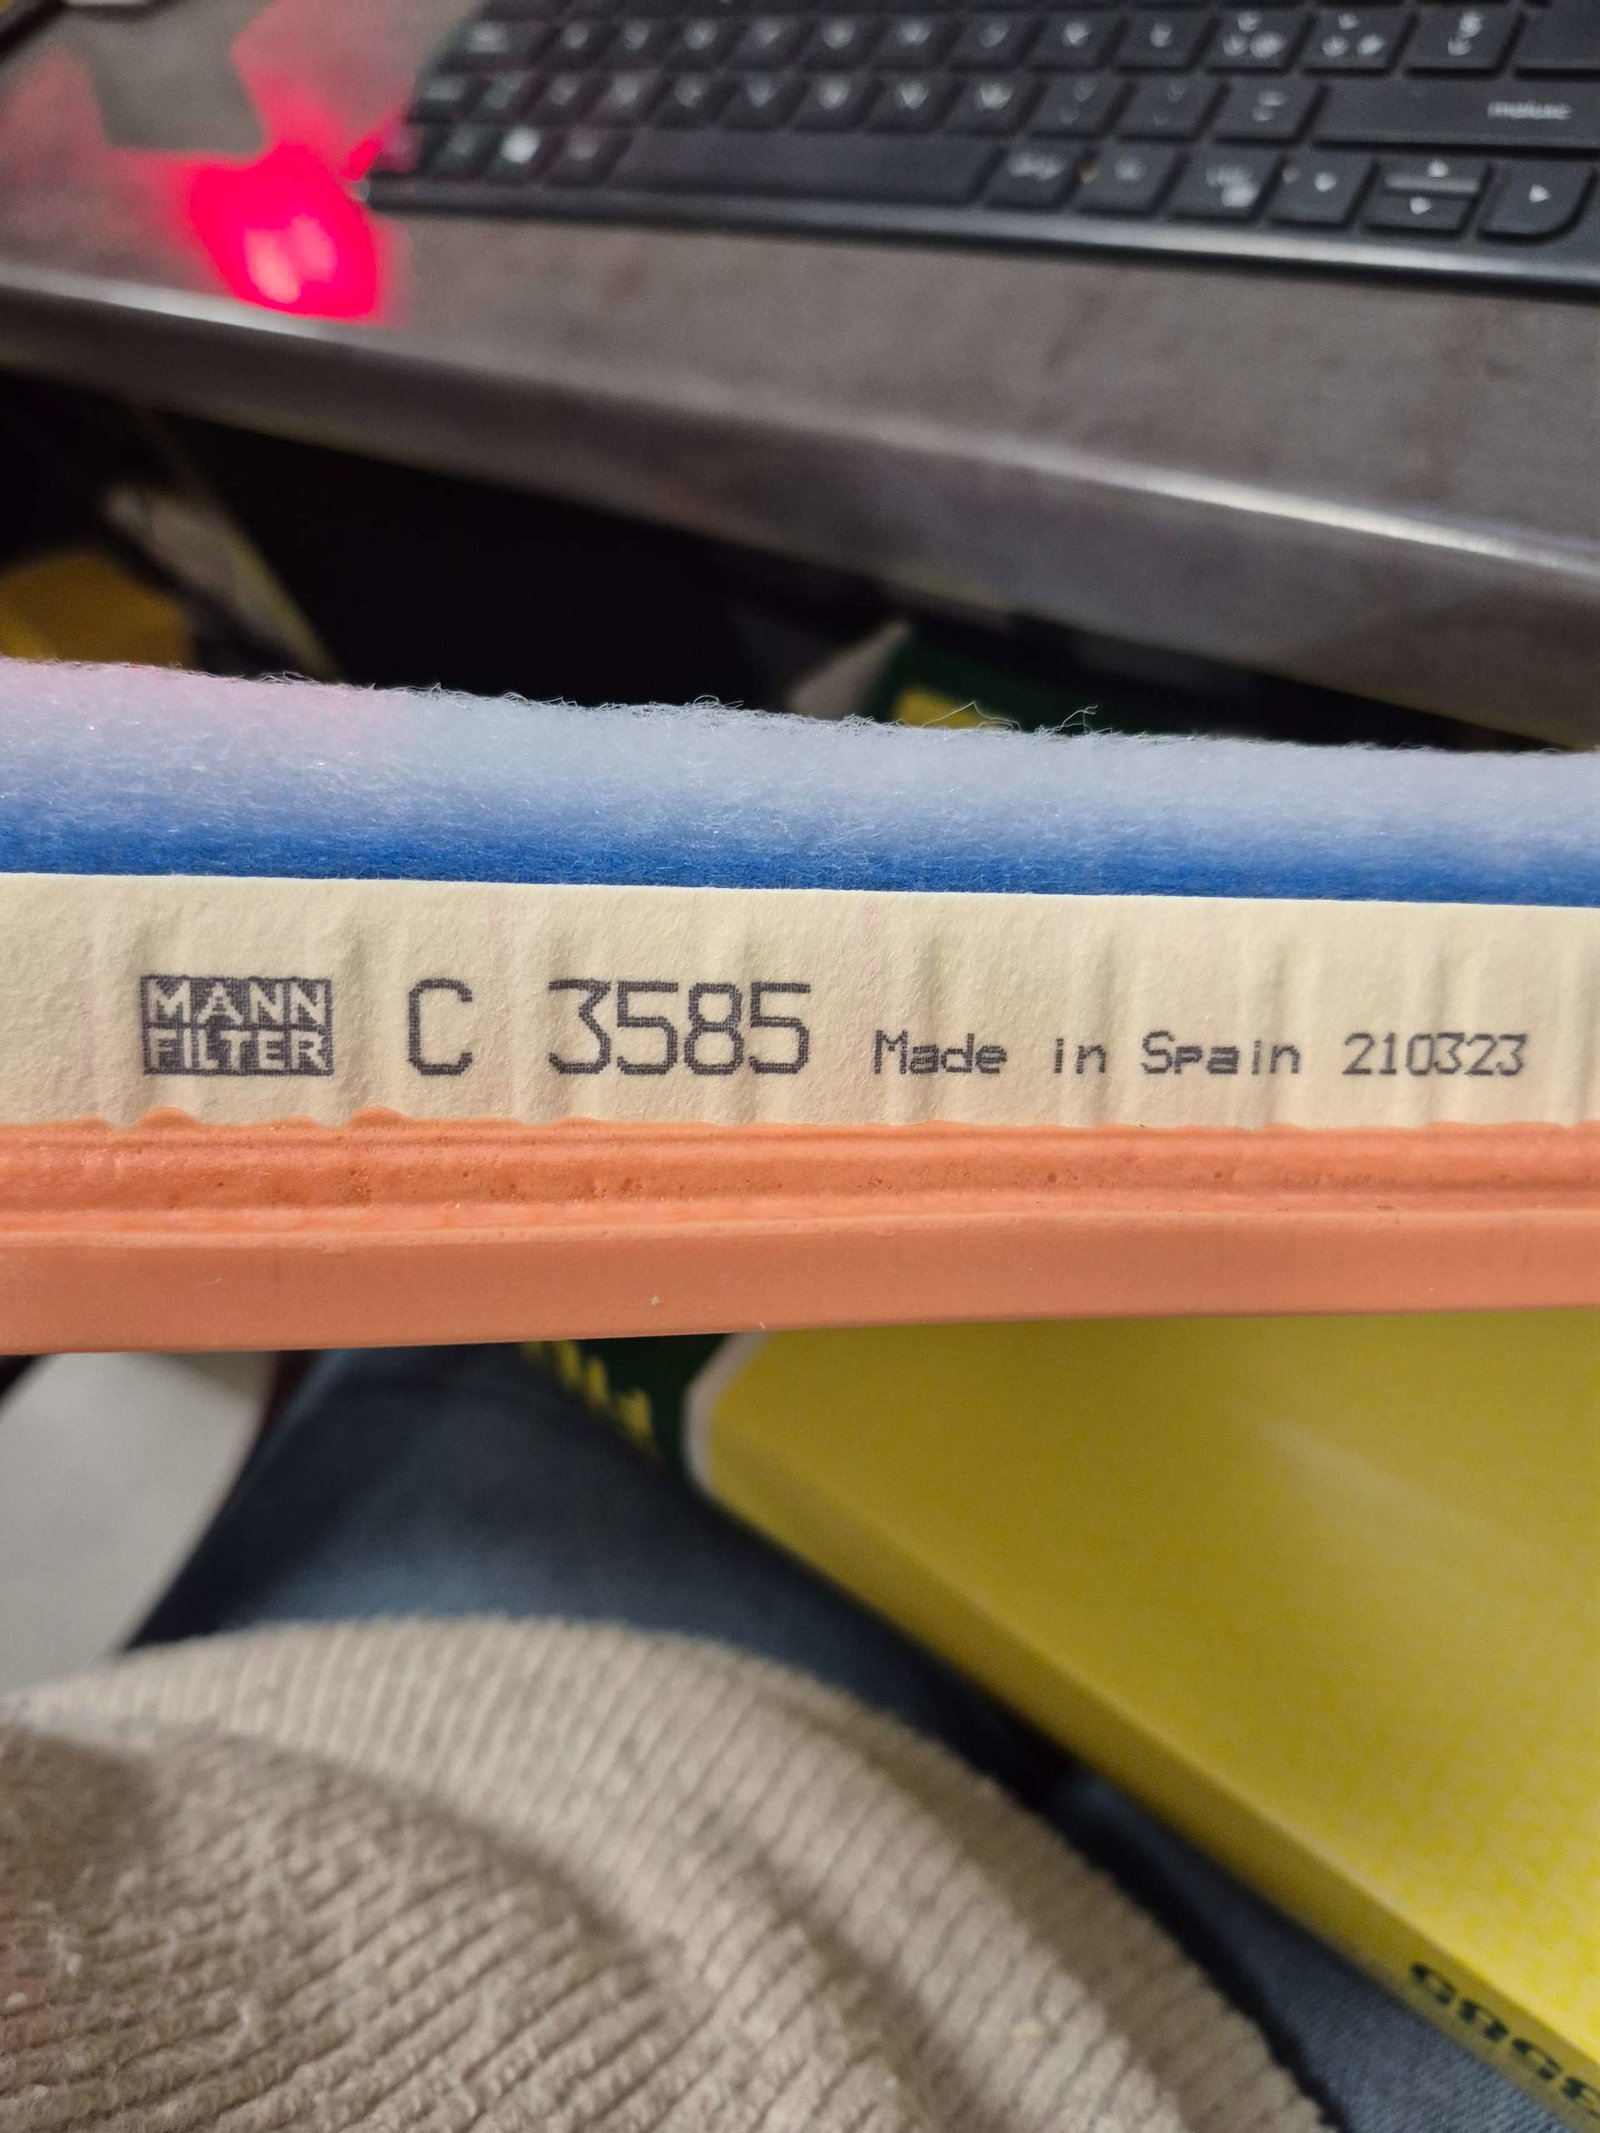 MANN
FILTER
C 3585 Made in Spain 210323